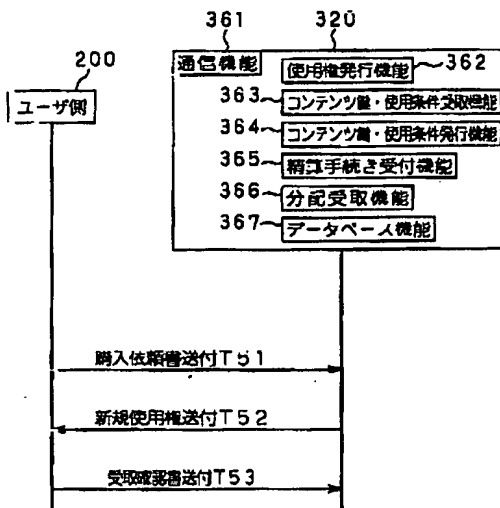 361
320
200
通信機能
使用権発行機能
362
ユーザ側
363
コンテンツ鍵・使用条件受取機能
364
コンテンツ鍵・使用条件発行機能
365
精算手続き受付機能
366
分配受取機能
367
データベース機能
購入依頼書送付T51
新規使用権送付T52
受取確認書送付T53